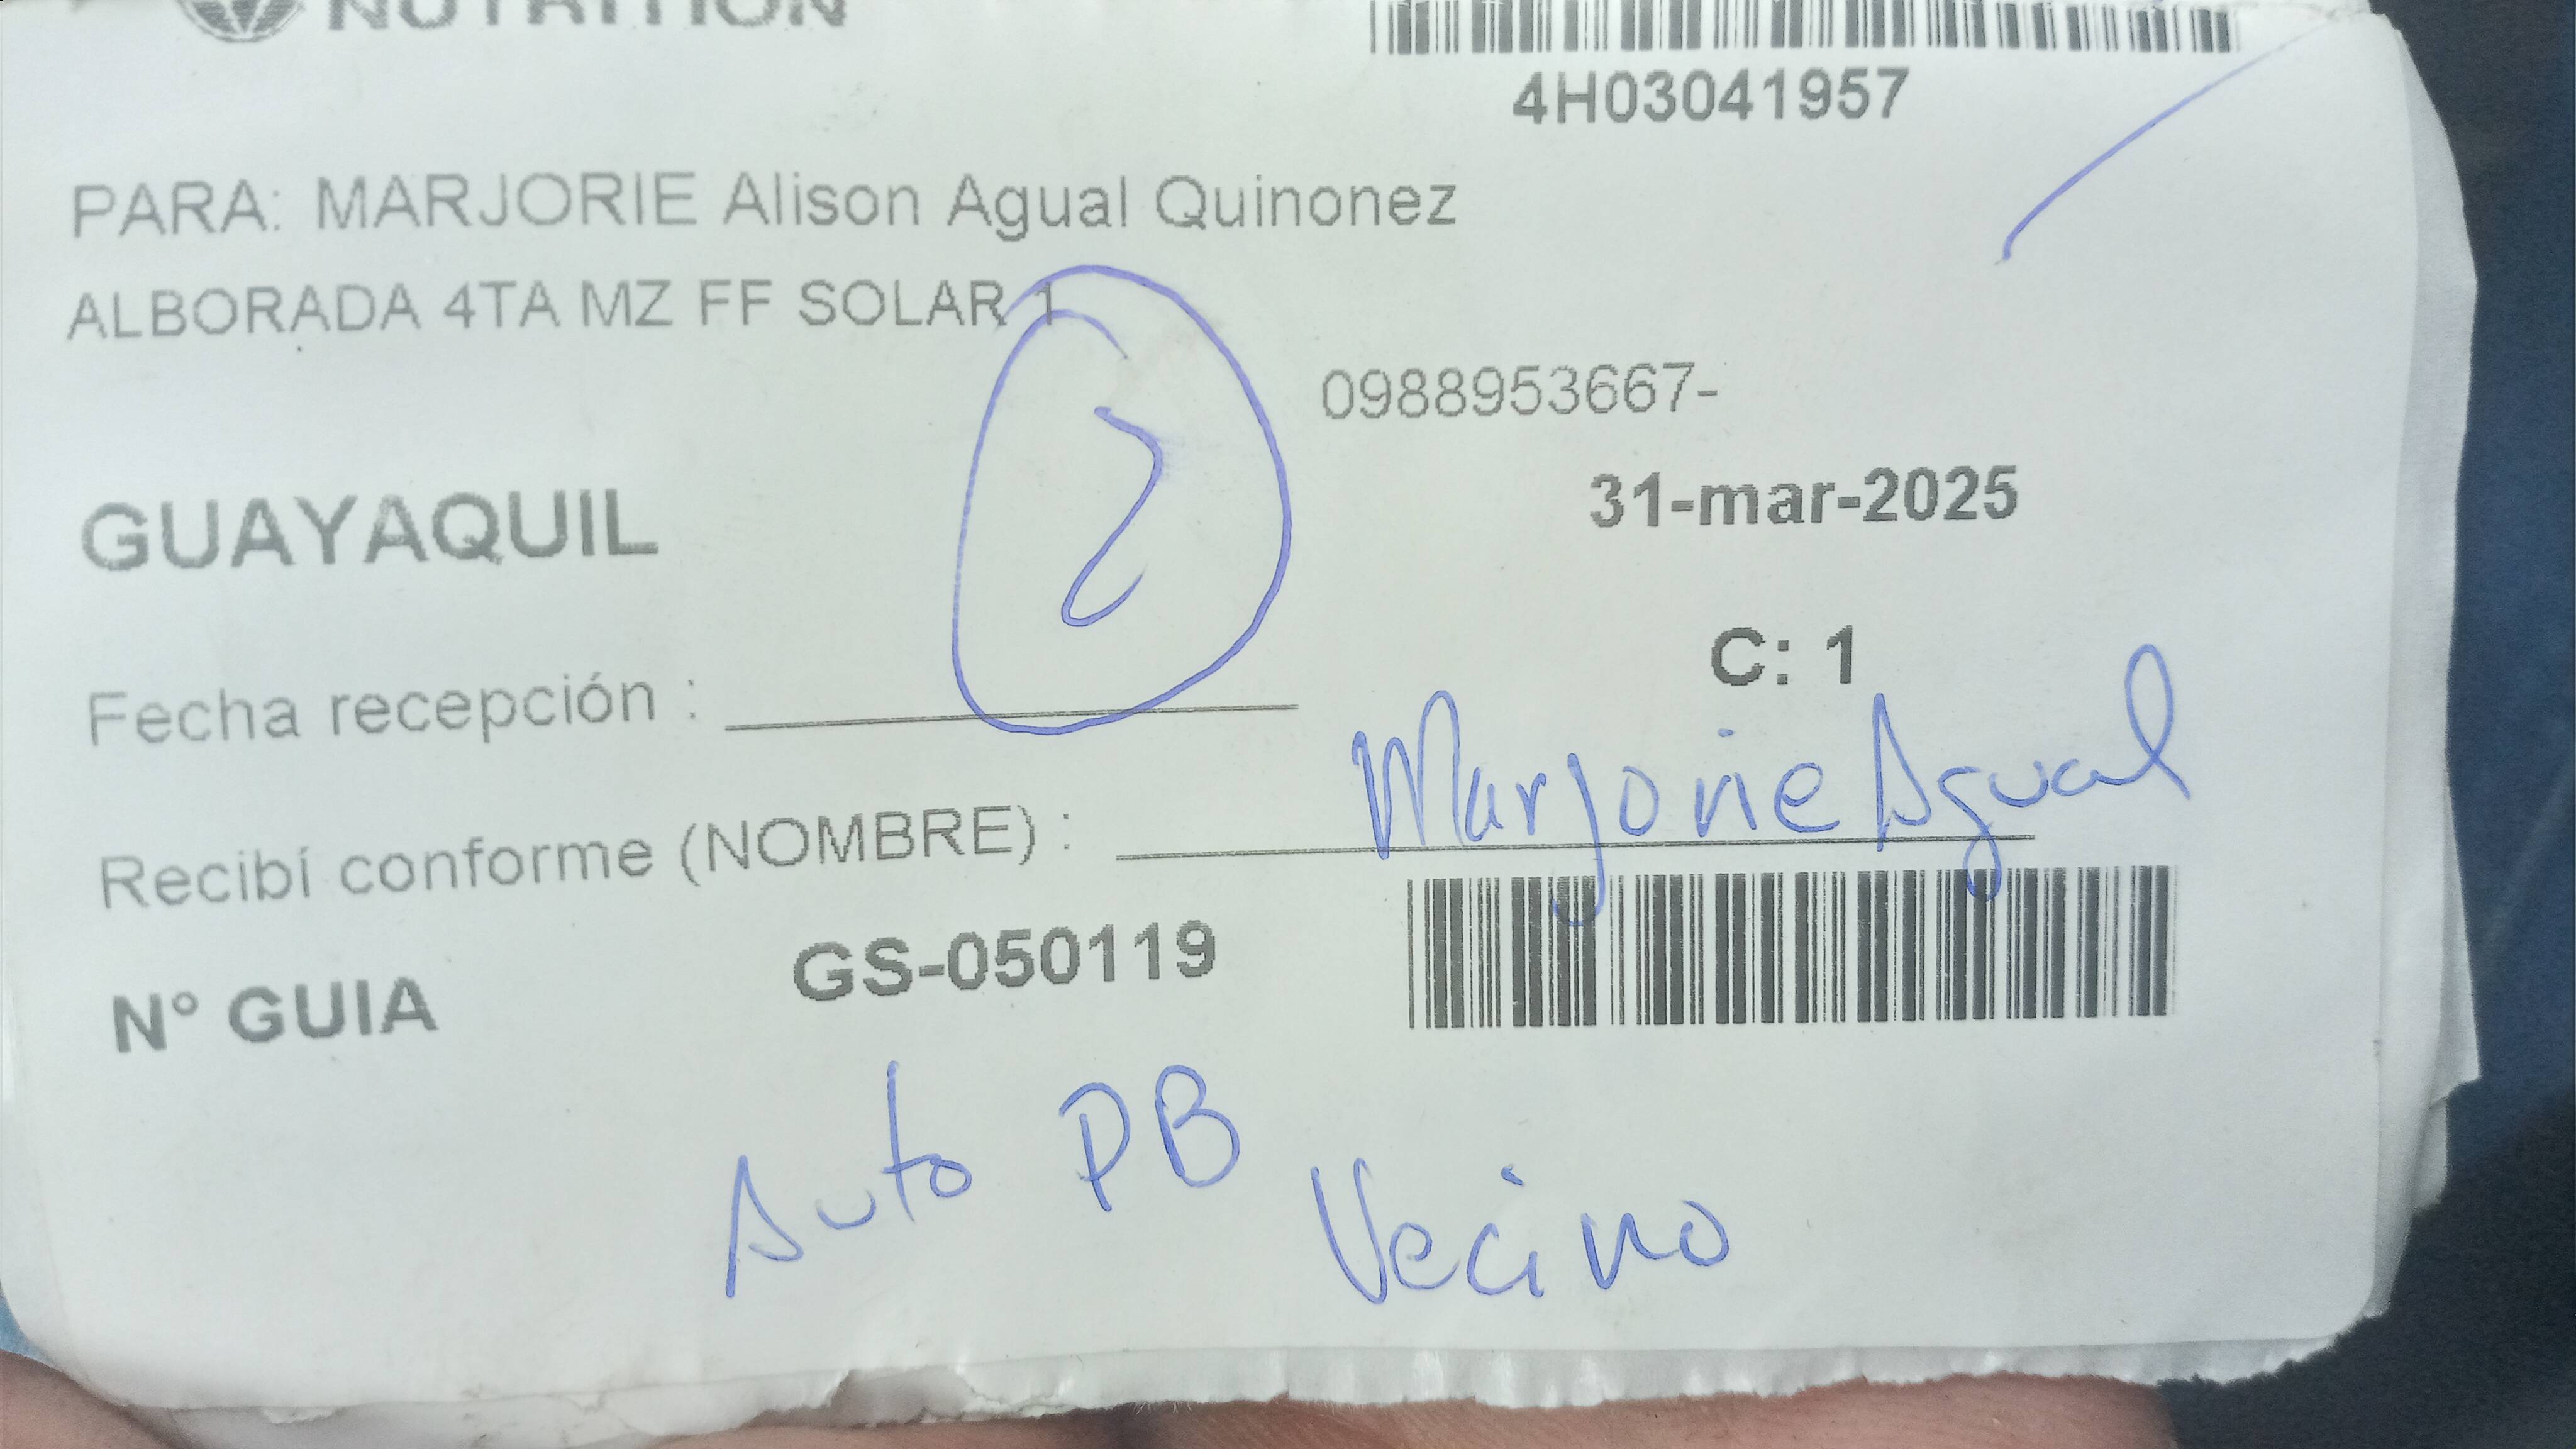 NUTRITION
4H03041957
PARA: MARJORIE Alison Agual Quinonez
ALBORADA 4TA MZ FF SOLAR 1
0988953667-
GUAYAQUIL
31-mar-2025
2
C: 1
Fecha recepción :
Marjorie Agual
Recibí conforme (NOMBRE) :
N° GUIA GS-050119
Auto PB
Vecino